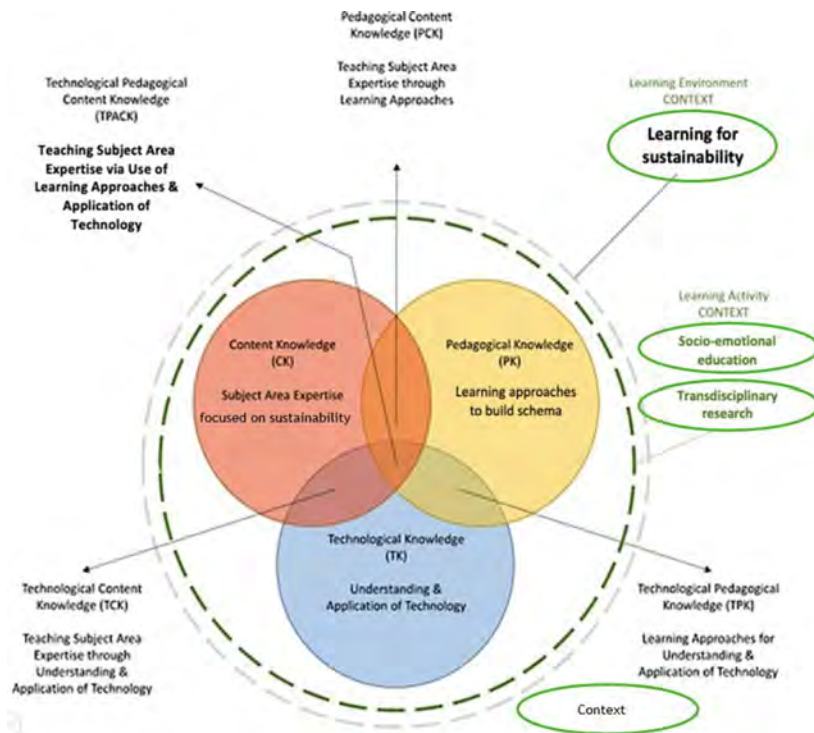 Pedagogical Content
Knowledge (PCK)
Teaching Subject Area
Expertise through
Learning Approaches
Technological Pedagogical
Content Knowledge
(TPACK)
Teaching Subject Area
Expertise via Use of
Learning Approaches &
Application of
Technology
Learning Environment
CONTEXT
Learning for
sustainability
Learning Activity
CONTEXT
Socio-emotional
education
Transdisciplinary
research
Content Knowledge
(CK)
Subject Area Expertise
focused on sustainability
Pedagogical Knowledge
(PK)
Learning approaches
to build schema
Technological Knowledge
(TK)
Understanding &
Application of Technology
Technological Content
Knowledge (TCK)
Teaching Subject Area
Expertise through
Understanding &
Application of Technology
Technological Pedagogical
Knowledge (TPK)
Learning Approaches for
Understanding &
Application of Technology
Context